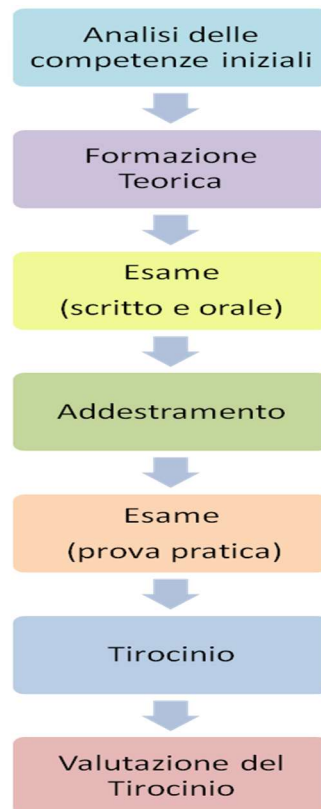 Analisi delle
competenze iniziali
Formazione
Teorica
Esame
(scritto e orale)
Addestramento
Esame
(prova pratica)
Tirocinio
Valutazione del
Tirocinio